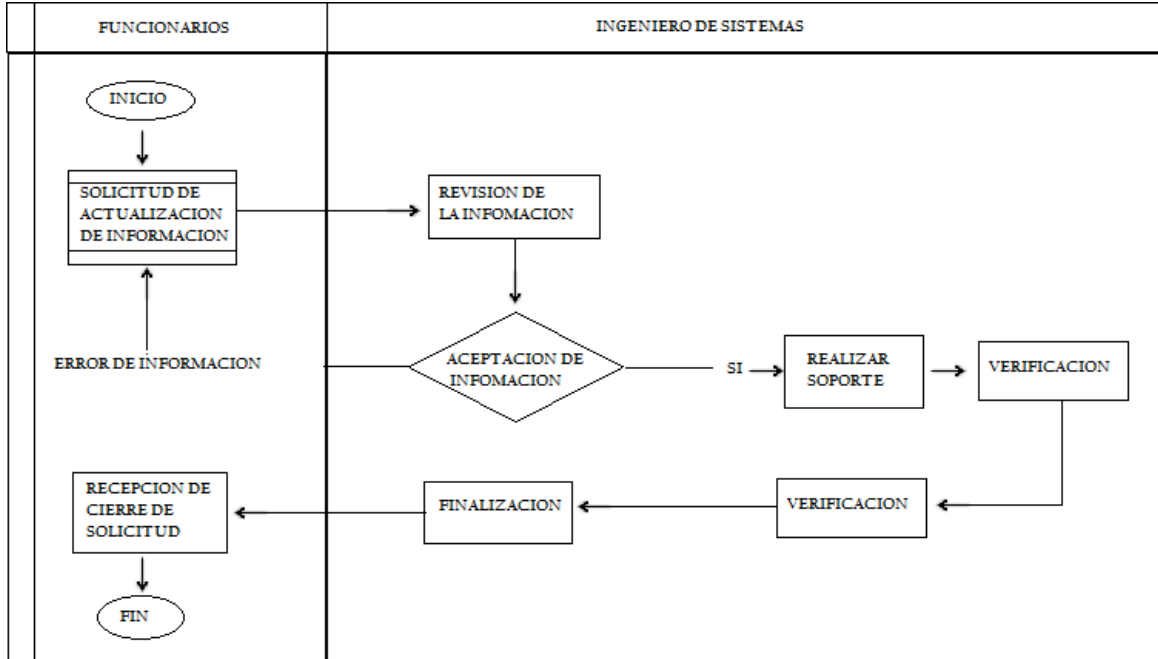 FUNCIONARIOS
INGENIERO DE SISTEMAS
INICIO
SOLICITUD DE
ACTUALIZACION
DE INFORMACION
REVISION DE
LA INFOMACION
ERROR DE INFORMACION
ACEPTACION DE
INFOMACION
SI
REALIZAR
SOPORTE
VERIFICACION
RECEPCION DE
CIERRE DE
SOLICITUD
FINALIZACION
VERIFICACION
FIN